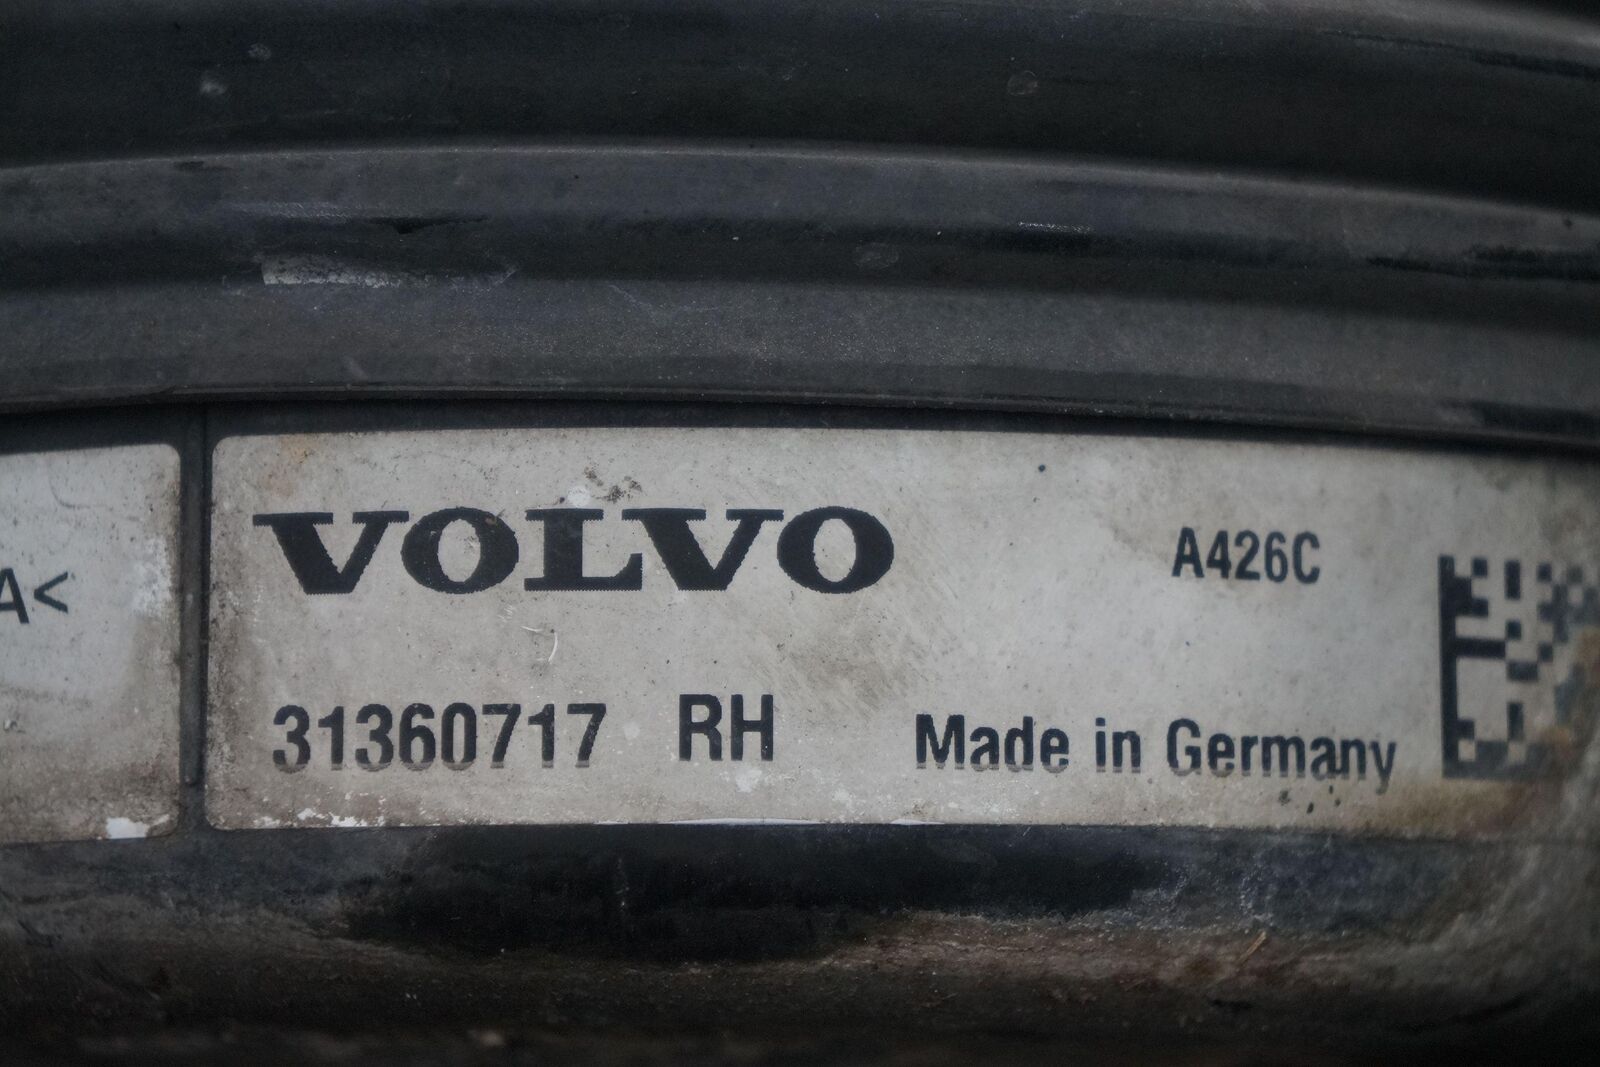 VOLVO
A426C
A<
31360717 RH
Made in Germany